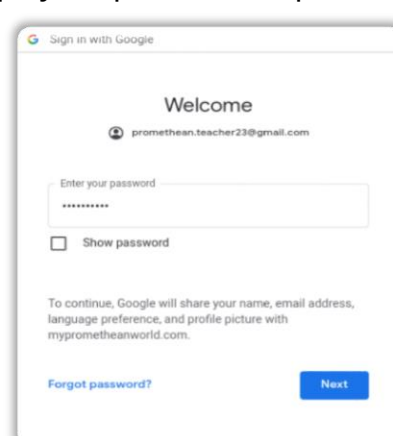 Sign in with Google
Welcome
promethean.teacher23@gmail.com
Enter your password
••••••••••
Show password
To continue, Google will share your name, email address,
language preference, and profile picture with
myprometheanworld.com.
Forgot password?
Next